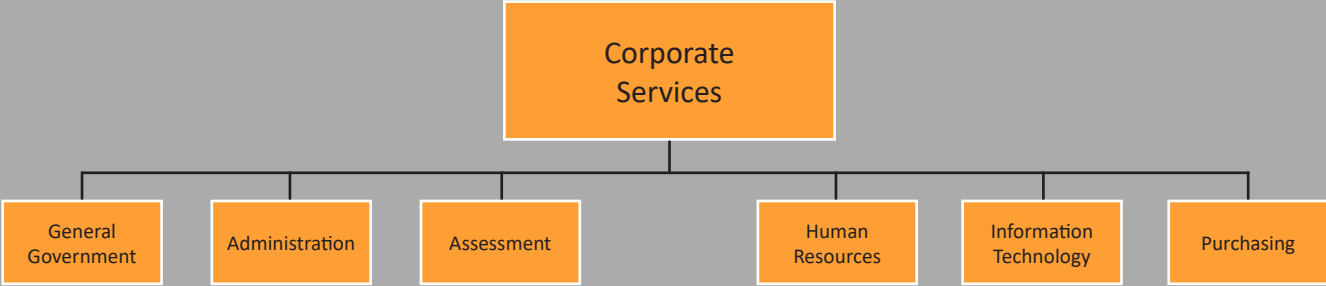 Corporate
Services
General
Government
Administration
Assessment
Human
Resources
Information
Technology
Purchasing